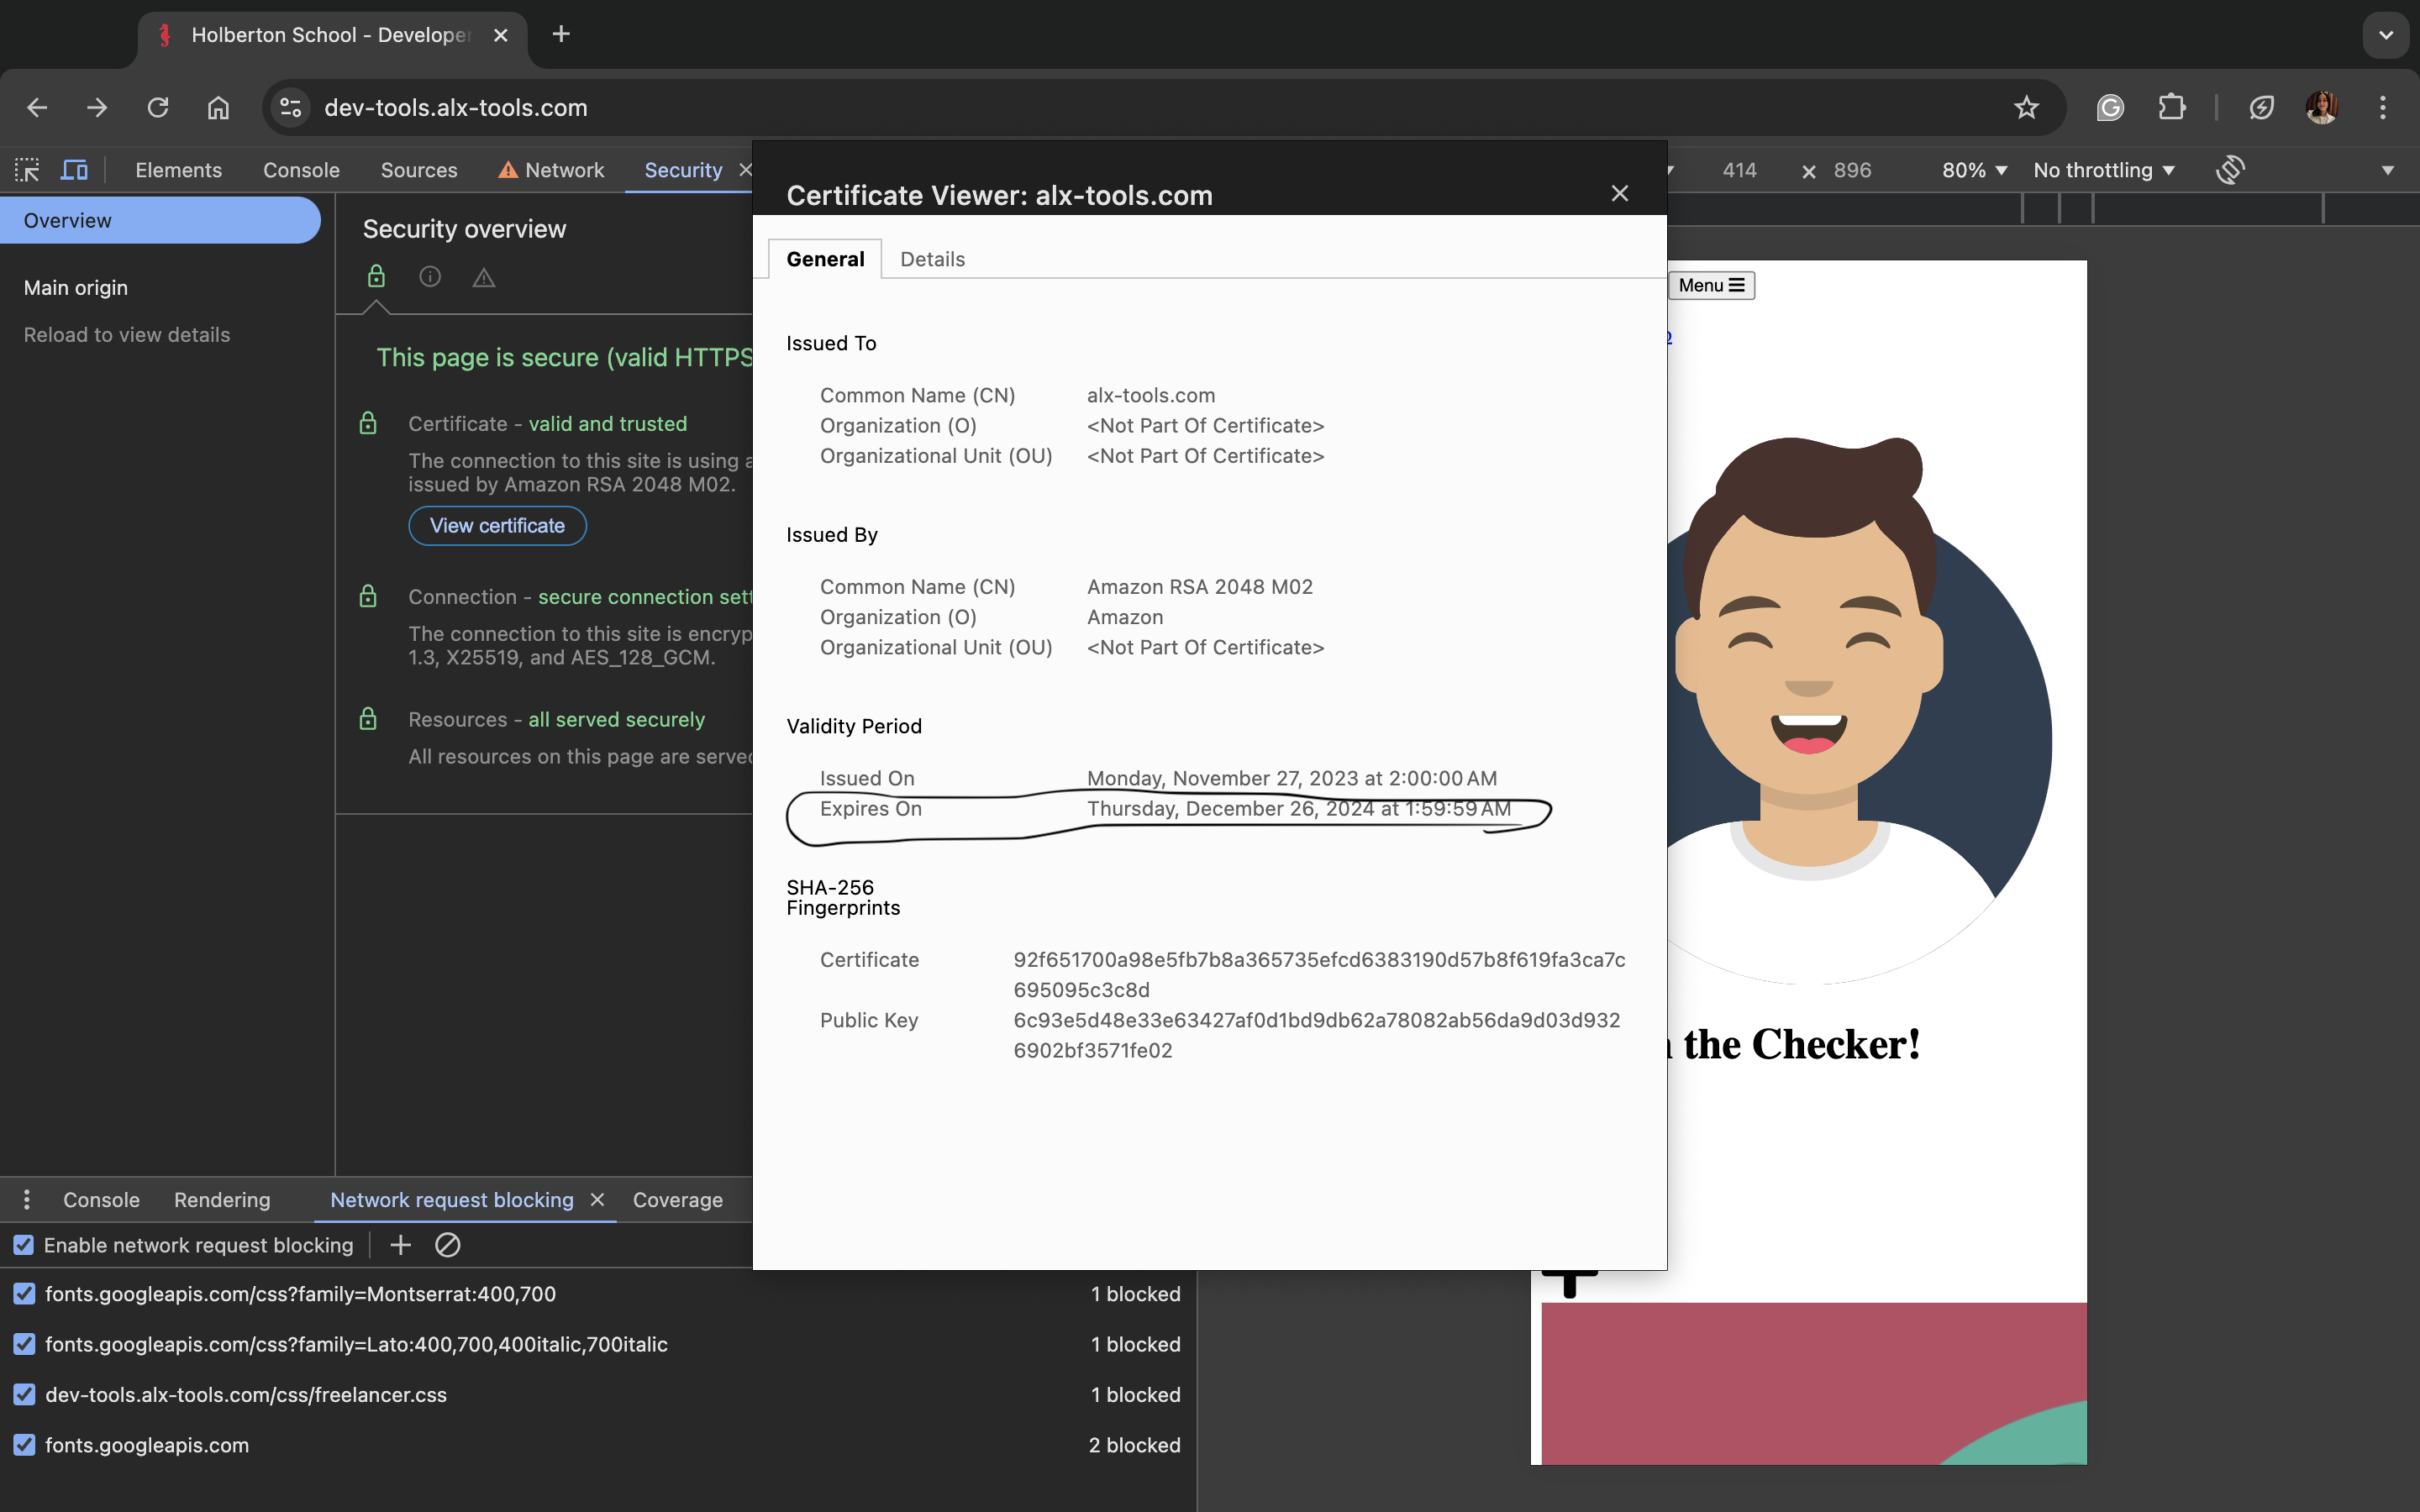 Holberton School - Developer
dev-tools.alx-tools.com
Elements Console Sources Network Security
414 × 896 80% No throttling
Overview
Main origin
Reload to view details
Security overview
This page is secure (valid HTTPS
Certificate - valid and trusted
The connection to this site is using a
issued by Amazon RSA 2048 M02.
View certificate
Connection - secure connection sett
The connection to this site is encryp
1.3, X25519, and AES_128_GCM.
Resources - all served securely
All resources on this page are served
Certificate Viewer: alx-tools.com
General Details
Issued To
Common Name (CN) alx-tools.com
Organization (O) <Not Part Of Certificate>
Organizational Unit (OU) <Not Part Of Certificate>
Issued By
Common Name (CN) Amazon RSA 2048 M02
Organization (O) Amazon
Organizational Unit (OU) <Not Part Of Certificate>
Validity Period
Issued On Monday, November 27, 2023 at 2:00:00 AM
Expires On Thursday, December 26, 2024 at 1:59:59 AM
SHA-256
Fingerprints
Certificate 92f651700a98e5fb7b8a365735efcd6383190d57b8f619fa3ca7c
695095c3c8d
Public Key 6c93e5d48e33e63427af0d1bd9db62a78082ab56da9d03d932
6902bf3571fe02
Menu
the Checker!
Console Rendering Network request blocking Coverage
Enable network request blocking
fonts.googleapis.com/css?family=Montserrat:400,700 1 blocked
fonts.googleapis.com/css?family=Lato:400,700,400italic,700italic 1 blocked
dev-tools.alx-tools.com/css/freelancer.css 1 blocked
fonts.googleapis.com 2 blocked